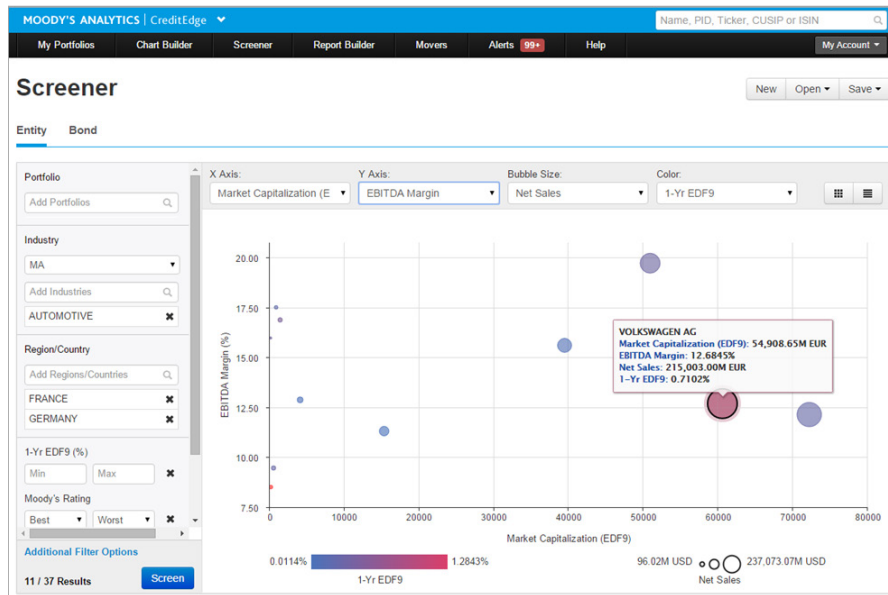 MOODY'S ANALYTICS | CreditEdge
Name, PID, Ticker, CUSIP or ISIN
My Portfolios Chart Builder Screener Report Builder Movers Alerts 99+ Help My Account
Screener
New Open Save
Entity Bond
Portfolio
Add Portfolios
Industry
MA
Add Industries
AUTOMOTIVE
Region/Country
Add Regions/Countries
FRANCE
GERMANY
1-Yr EDF9 (%)
Min Max
Moody's Rating
Best Worst
Additional Filter Options
11 / 37 Results Screen
X Axis: Y Axis: Bubble Size: Color:
Market Capitalization (E EBITDA Margin Net Sales 1-Yr EDF9
EBITDA Margin (%)
20.00
17.50
15.00
12.50
10.00
7.50
VOLKSWAGEN AG
Market Capitalization (EDF9): 54,908.65M EUR
EBITDA Margin: 12.6845%
Net Sales: 215,003.00M EUR
1-Yr EDF9: 0.7102%
0 10000 20000 30000 40000 50000 60000 70000 80000
Market Capitalization (EDF9)
0.0114% 1.2843%
1-Yr EDF9
96.02M USD 237,073.07M USD
Net Sales